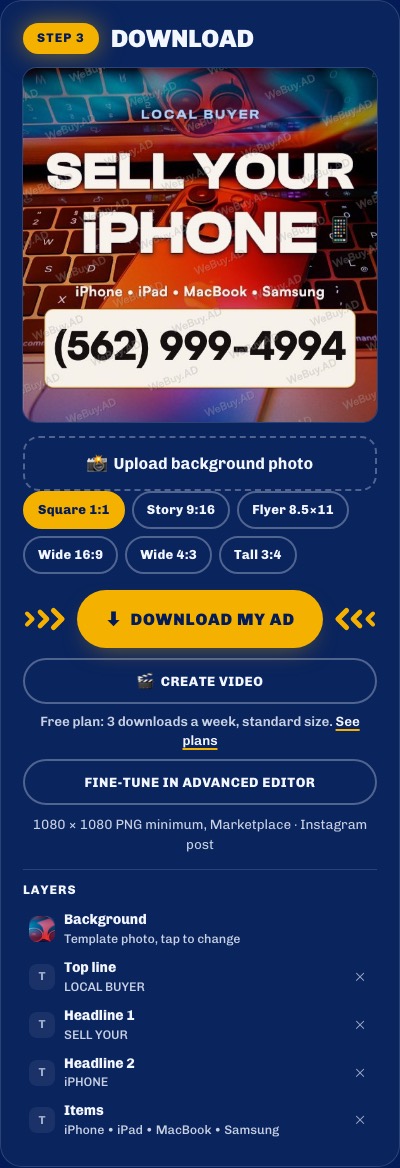 STEP 3 DOWNLOAD
LOCAL BUYER
SELL YOUR
iPHONE
iPhone • iPad • MacBook • Samsung
(562) 999-4994
WeBuy.AD
Upload background photo
Square 1:1 Story 9:16 Flyer 8.5×11
Wide 16:9 Wide 4:3 Tall 3:4
DOWNLOAD MY AD
CREATE VIDEO
Free plan: 3 downloads a week, standard size. See
plans
FINE-TUNE IN ADVANCED EDITOR
1080 × 1080 PNG minimum, Marketplace · Instagram
post
LAYERS
Background
Template photo, tap to change
T Top line
LOCAL BUYER
T Headline 1
SELL YOUR
T Headline 2
iPHONE
T Items
iPhone • iPad • MacBook • Samsung